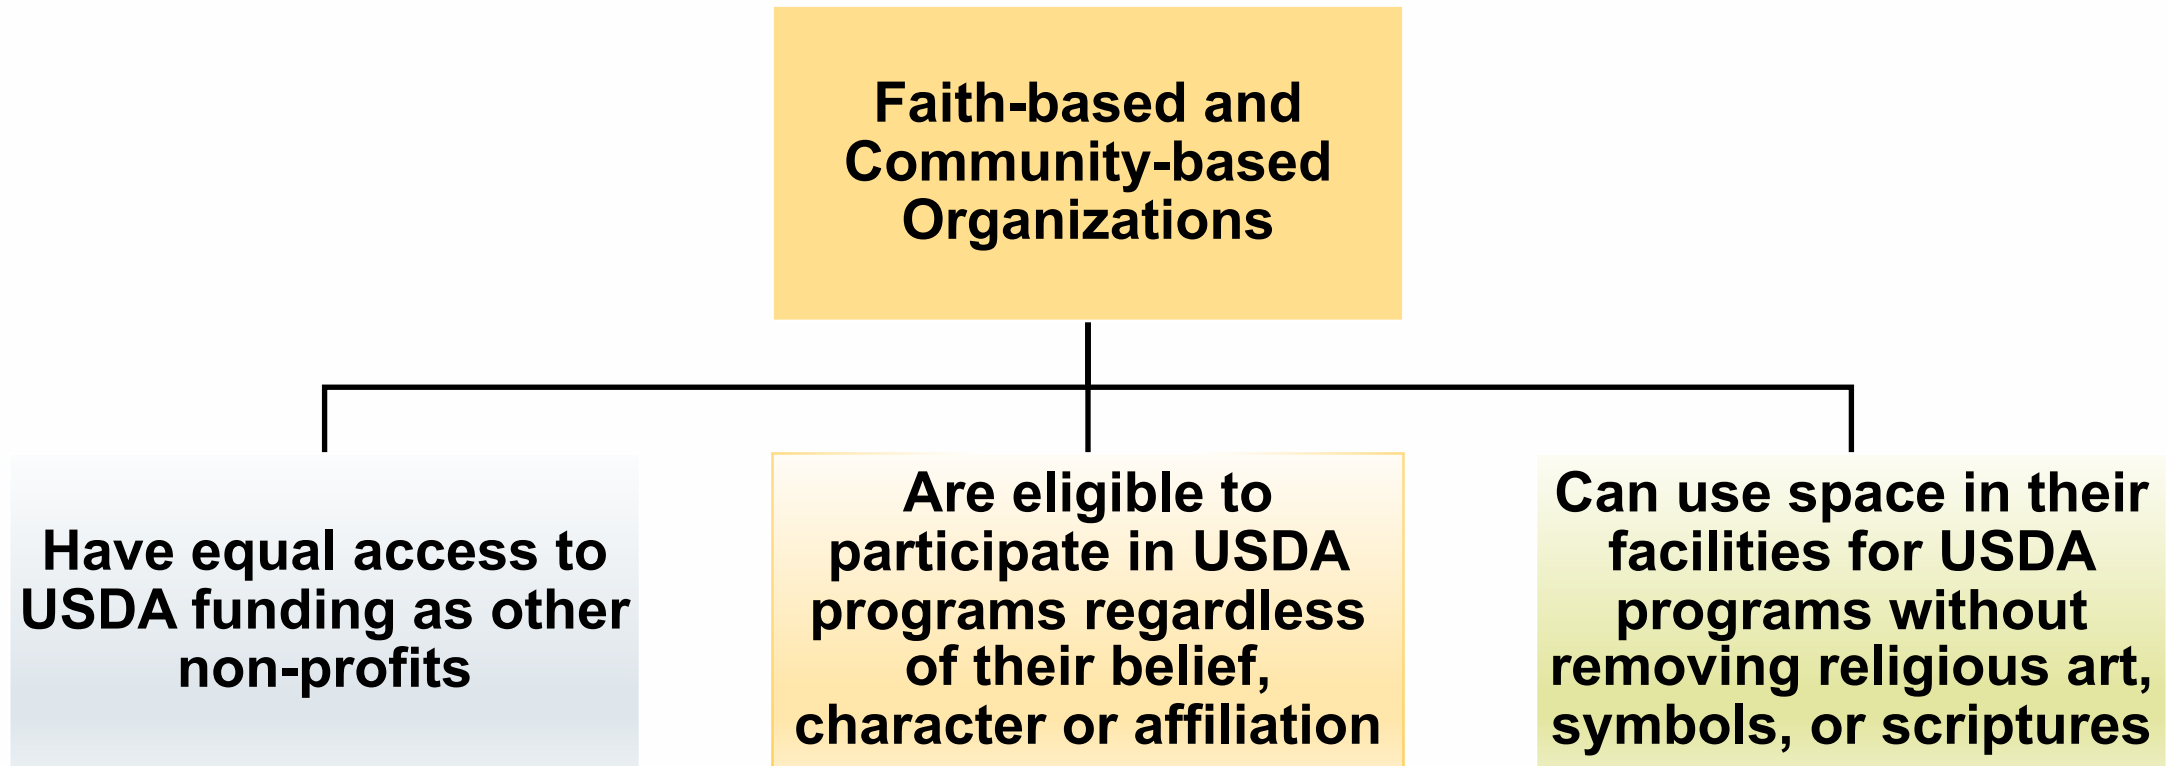 Faith-based and
Community-based
Organizations
Have equal access to
USDA funding as other
non-profits
Are eligible to
participate in USDA
programs regardless
of their belief,
character or affiliation
Can use space in their
facilities for USDA
programs without
removing religious art,
symbols, or scriptures